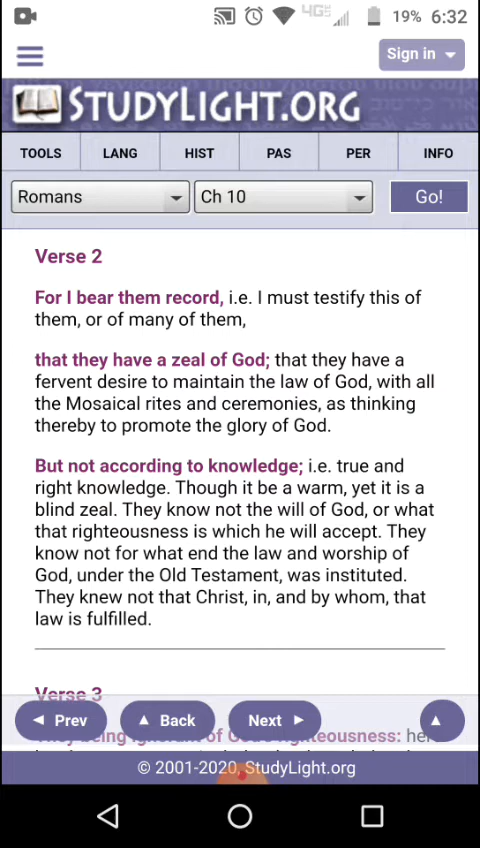 4G 19% 6:32
Sign in
STUDYLIGHT.ORG
TOOLS LANG HIST PAS PER INFO
Romans Ch 10 Go!
Verse 2
For I bear them record, i.e. I must testify this of
them, or of many of them,
that they have a zeal of God; that they have a
fervent desire to maintain the law of God, with all
the Mosaical rites and ceremonies, as thinking
thereby to promote the glory of God.
But not according to knowledge; i.e. true and
right knowledge. Though it be a warm, yet it is a
blind zeal. They know not the will of God, or what
that righteousness is which he will accept. They
know not for what end the law and worship of
God, under the Old Testament, was instituted.
They knew not that Christ, in, and by whom, that
law is fulfilled.
Verse 3
Prev Back Next
They being ignorant of God's righteousness:
© 2001-2020, StudyLight.org